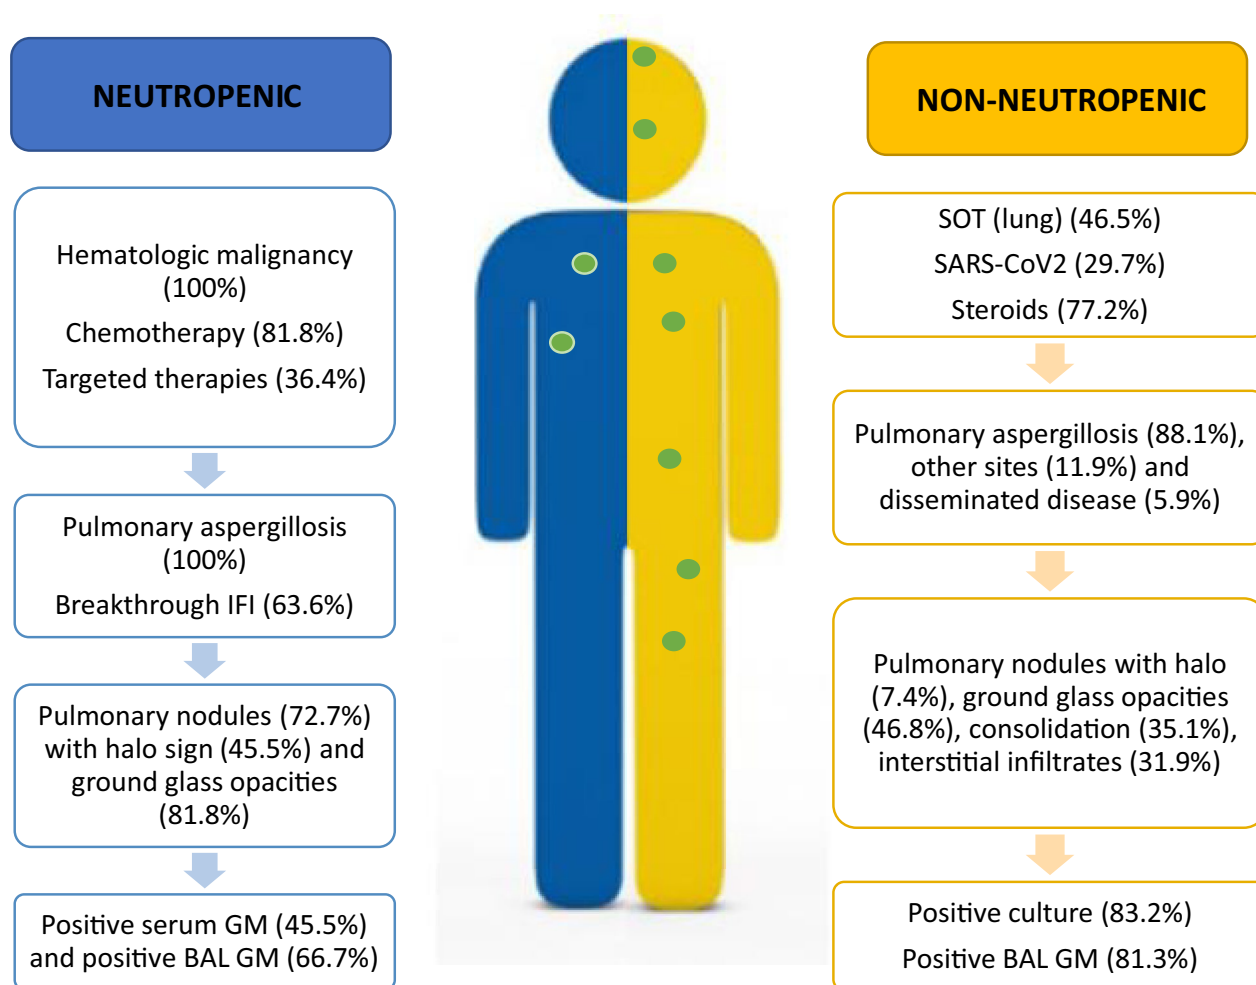 NEUTROPENIC
Hematologic malignancy
(100%)
Chemotherapy (81.8%)
Targeted therapies (36.4%)
Pulmonary aspergillosis
(100%)
Breakthrough IFI (63.6%)
Pulmonary nodules (72.7%)
with halo sign (45.5%) and
ground glass opacities
(81.8%)
Positive serum GM (45.5%)
and positive BAL GM (66.7%)
NON-NEUTROPENIC
SOT (lung) (46.5%)
SARS-CoV2 (29.7%)
Steroids (77.2%)
Pulmonary aspergillosis (88.1%),
other sites (11.9%) and
disseminated disease (5.9%)
Pulmonary nodules with halo
(7.4%), ground glass opacities
(46.8%), consolidation (35.1%),
interstitial infiltrates (31.9%)
Positive culture (83.2%)
Positive BAL GM (81.3%)